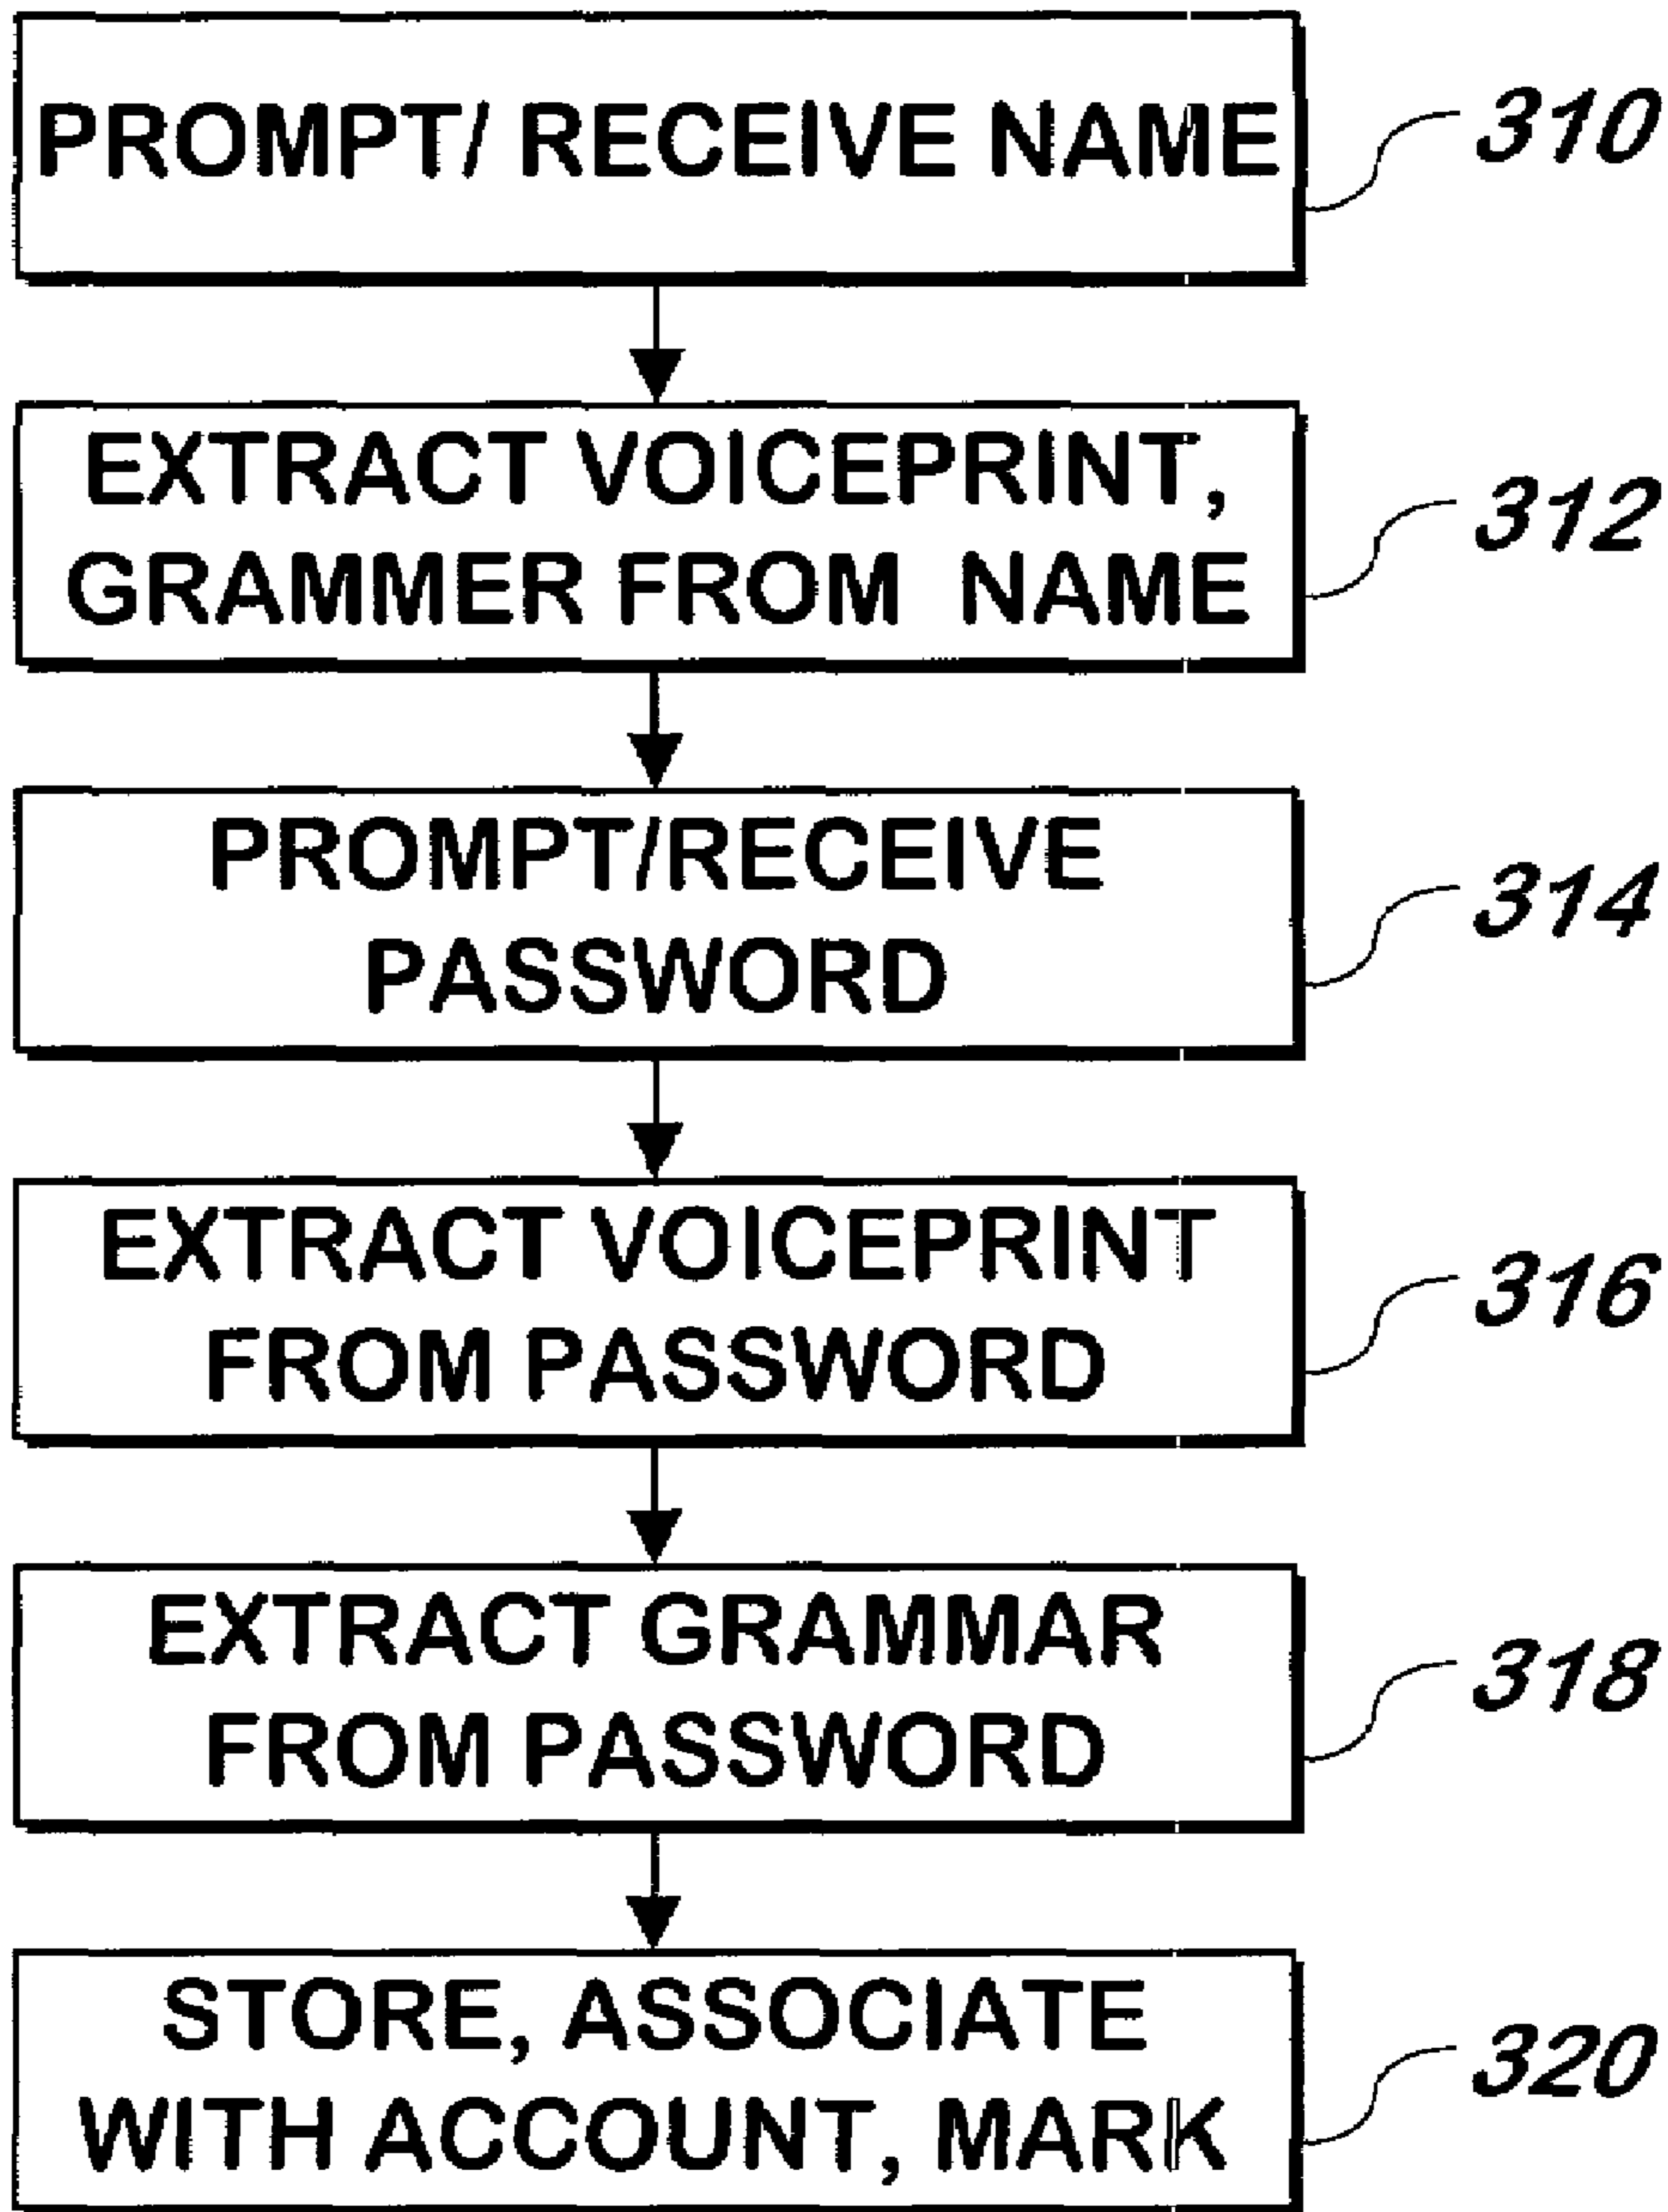 PROMPT/ RECEIVE NAME
310
EXTRACT VOICEPRINT,
GRAMMER FROM NAME
312
PROMPT/RECEIVE
PASSWORD
314
EXTRACT VOICEPRINT
FROM PASSWORD
316
EXTRACT GRAMMAR
FROM PASSWORD
318
STORE, ASSOCIATE
WITH ACCOUNT, MARK
320